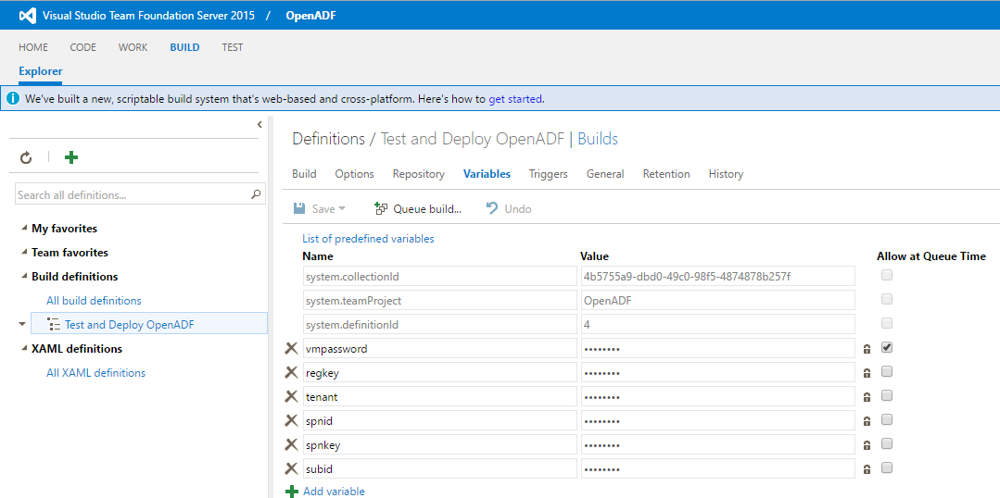 Visual Studio Team Foundation Server 2015 / OpenADF
HOME CODE WORK BUILD TEST
Explorer
We've built a new, scriptable build system that's web-based and cross-platform. Here's how to get started.
Search all definitions...
My favorites
Team favorites
Build definitions
All build definitions
Test and Deploy OpenADF
XAML definitions
All XAML definitions
Definitions / Test and Deploy OpenADF | Builds
Build Options Repository Variables Triggers General Retention History
Save Queue build... Undo
List of predefined variables
Name Value Allow at Queue Time
system.collectionId 4b5755a9-dbd0-49c0-98f5-4874878b257f
system.teamProject OpenADF
system.definitionId 4
vmpassword ••••••••
regkey ••••••••
tenant ••••••••
spnid ••••••••
spnkey ••••••••
subid ••••••••
Add variable